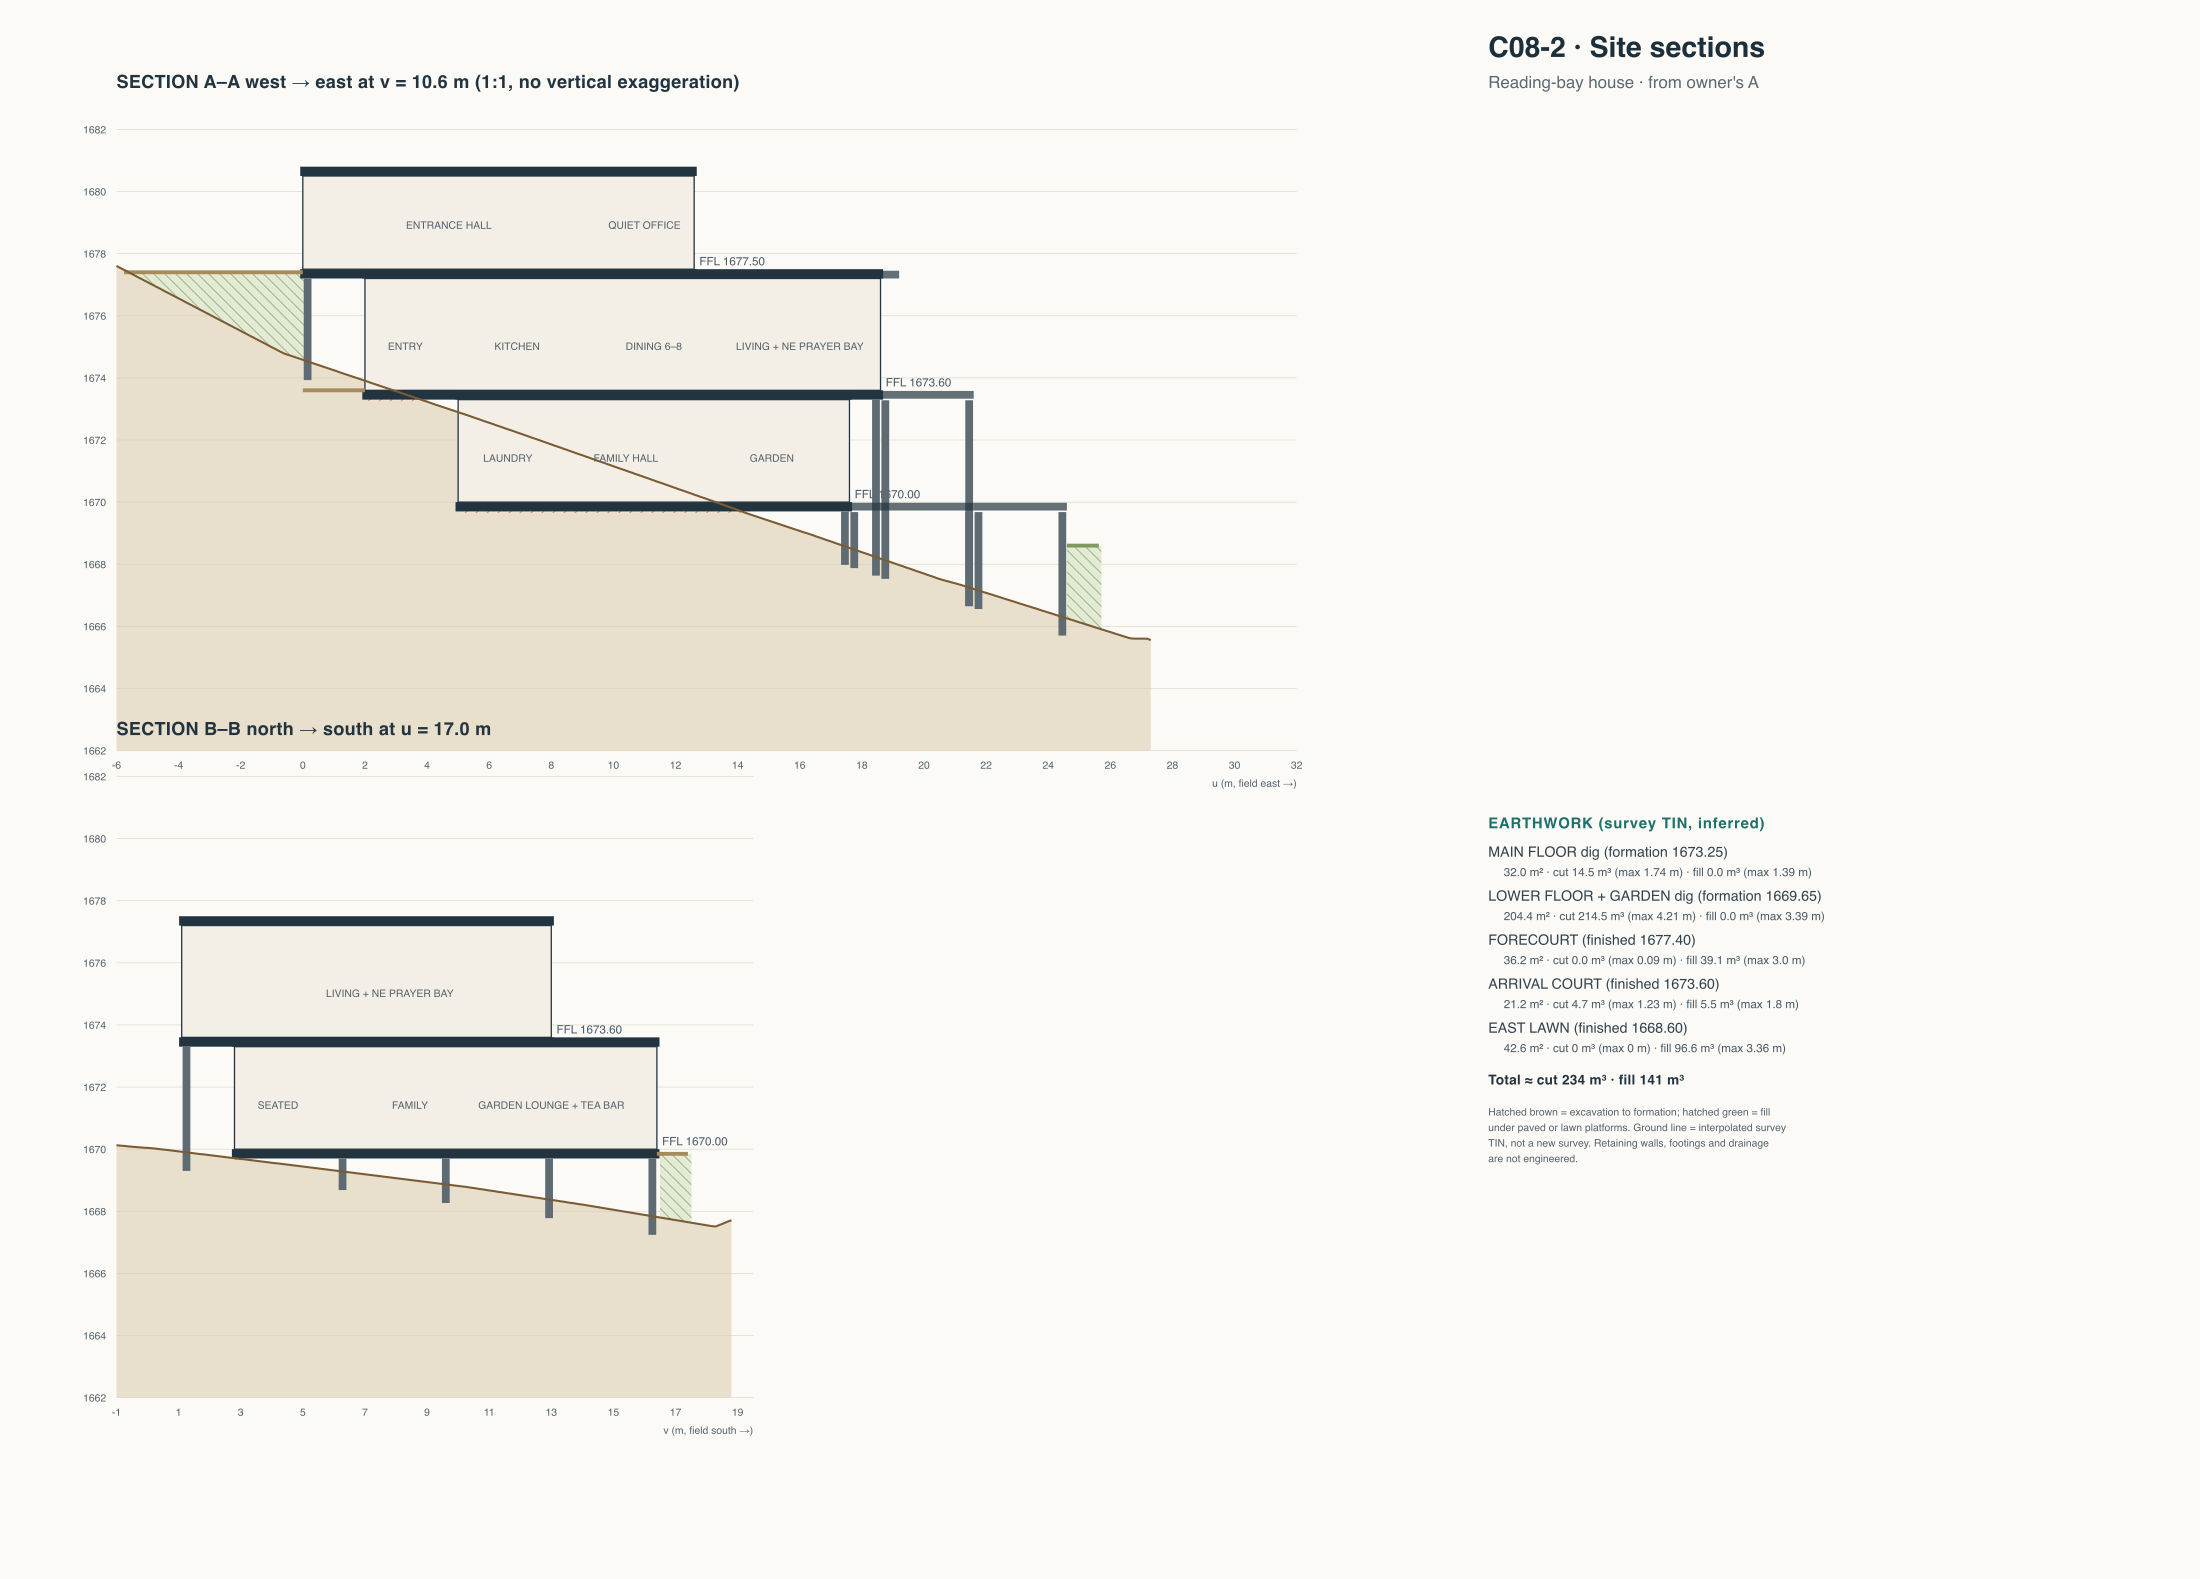 C08-2 · Site sections
Reading-bay house · from owner's A
SECTION A–A west → east at v = 10.6 m (1:1, no vertical exaggeration)
1682
1680
ENTRANCE HALL
QUIET OFFICE
1678
FFL 1677.50
1676
ENTRY
KITCHEN
DINING 6–8
LIVING + NE PRAYER BAY
1674
FFL 1673.60
1672
LAUNDRY
FAMILY HALL
GARDEN
1670
FFL 1670.00
1668
1666
1664
1662
-6 -4 -2 0 2 4 6 8 10 12 14 16 18 20 22 24 26 28 30 32
u (m, field east →)
SECTION B–B north → south at u = 17.0 m
1682
1680
1678
1676
LIVING + NE PRAYER BAY
1674
FFL 1673.60
1672
SEATED
FAMILY
GARDEN LOUNGE + TEA BAR
1670
FFL 1670.00
1668
1666
1664
1662
-1 1 3 5 7 9 11 13 15 17 19
v (m, field south →)
EARTHWORK (survey TIN, inferred)
MAIN FLOOR dig (formation 1673.25)
32.0 m² · cut 14.5 m³ (max 1.74 m) · fill 0.0 m³ (max 1.39 m)
LOWER FLOOR + GARDEN dig (formation 1669.65)
204.4 m² · cut 214.5 m³ (max 4.21 m) · fill 0.0 m³ (max 3.39 m)
FORECOURT (finished 1677.40)
36.2 m² · cut 0.0 m³ (max 0.09 m) · fill 39.1 m³ (max 3.0 m)
ARRIVAL COURT (finished 1673.60)
21.2 m² · cut 4.7 m³ (max 1.23 m) · fill 5.5 m³ (max 1.8 m)
EAST LAWN (finished 1668.60)
42.6 m² · cut 0 m³ (max 0 m) · fill 96.6 m³ (max 3.36 m)
Total ≈ cut 234 m³ · fill 141 m³
Hatched brown = excavation to formation; hatched green = fill
under paved or lawn platforms. Ground line = interpolated survey
TIN, not a new survey. Retaining walls, footings and drainage
are not engineered.